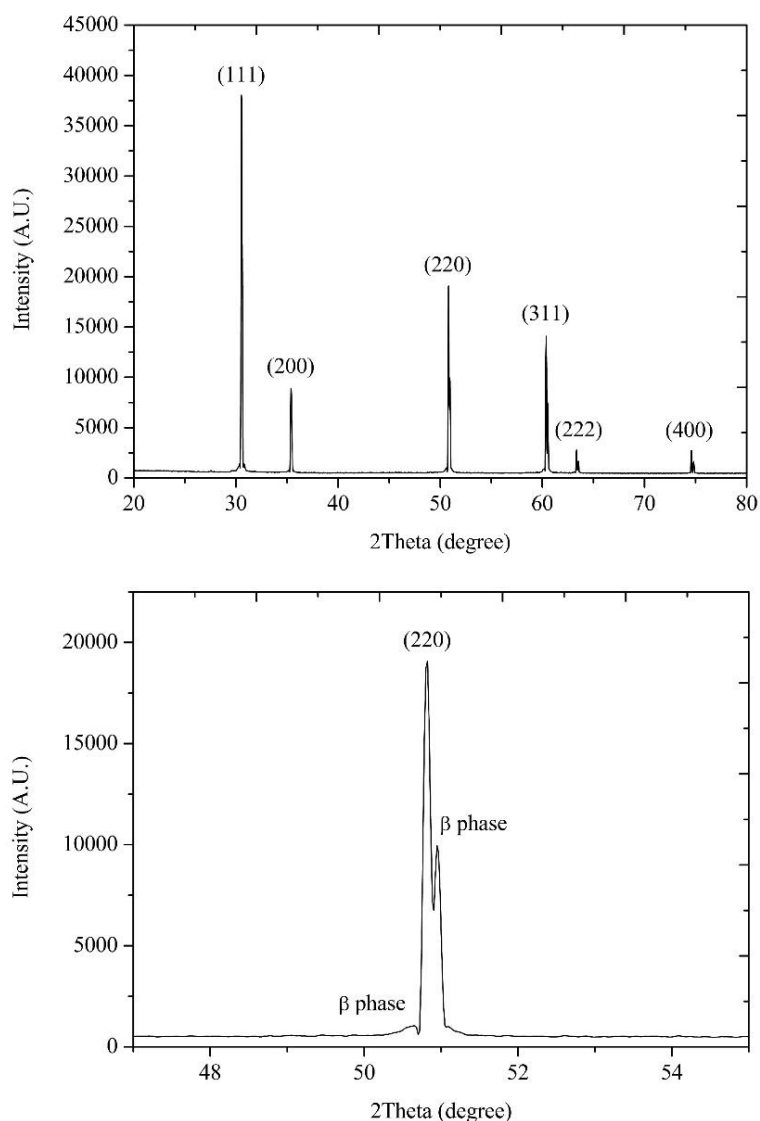 45000
40000
35000
30000
25000
20000
15000
10000
5000
0
Intensity (A.U.)
(111)
(200)
(220)
(311)
(222)
(400)
20 30 40 50 60 70 80
2Theta (degree)
20000
15000
10000
5000
0
Intensity (A.U.)
(220)
β phase
β phase
48 50 52 54
2Theta (degree)